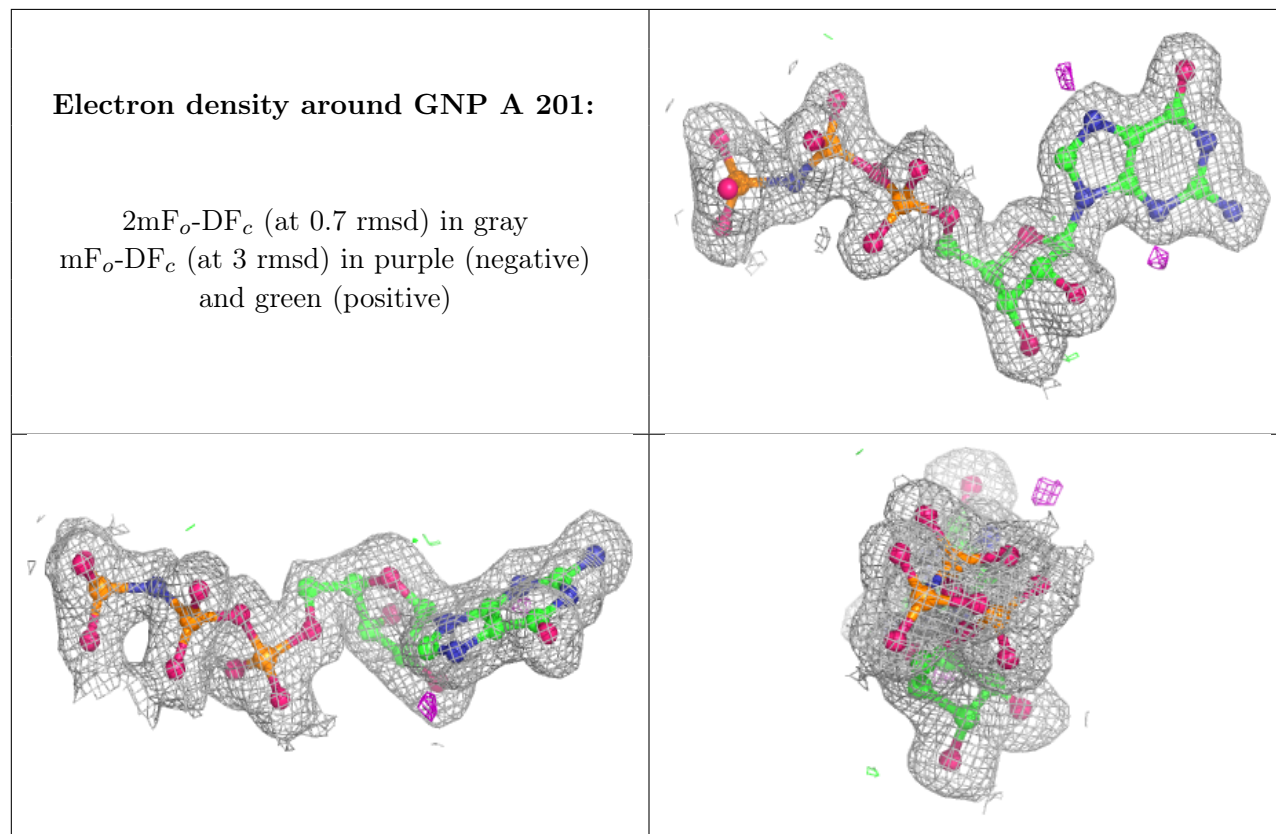 Electron density around GNP A 201:
2mFo-DFc (at 0.7 rmsd) in gray
mFo-DFc (at 3 rmsd) in purple (negative)
and green (positive)